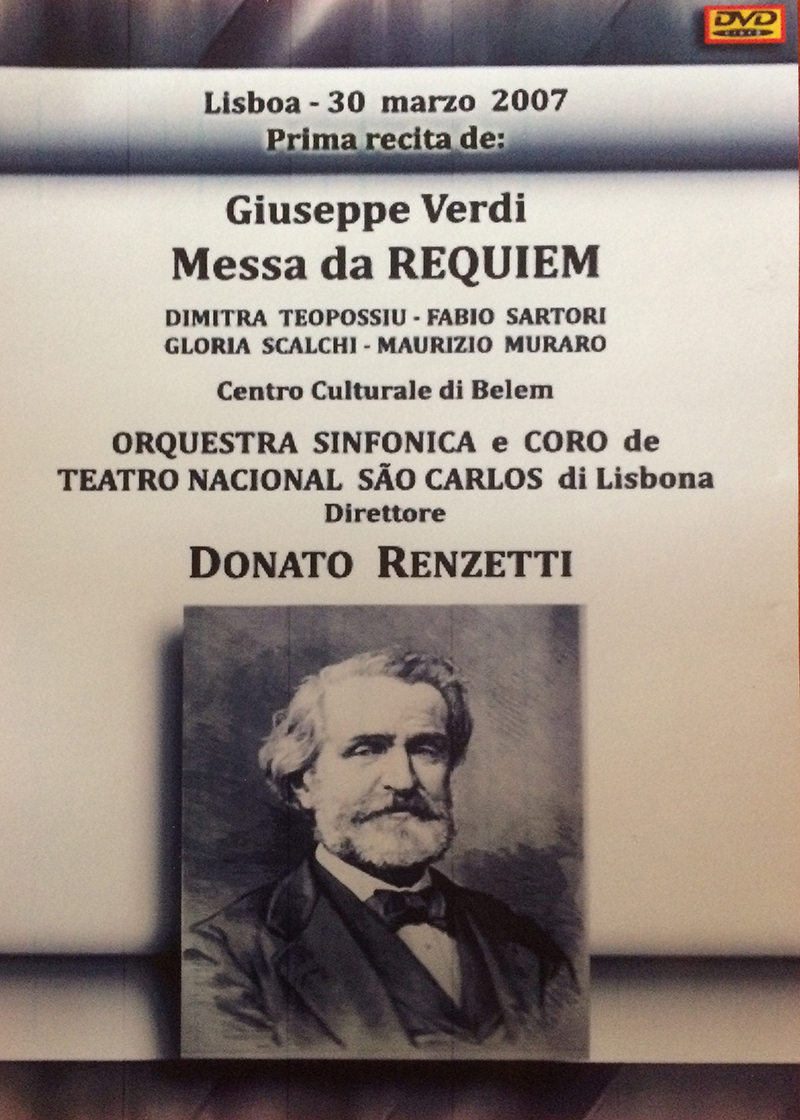 DVD
VIDEO
Lisboa - 30 marzo 2007
Prima recita de:
Giuseppe Verdi
Messa da REQUIEM
DIMITRA TEOPOSSIU - FABIO SARTORI
GLORIA SCALCHI - MAURIZIO MURARO
Centro Culturale di Belem
ORQUESTRA SINFONICA e CORO de
TEATRO NACIONAL SÃO CARLOS di Lisbona
Direttore
DONATO RENZETTI